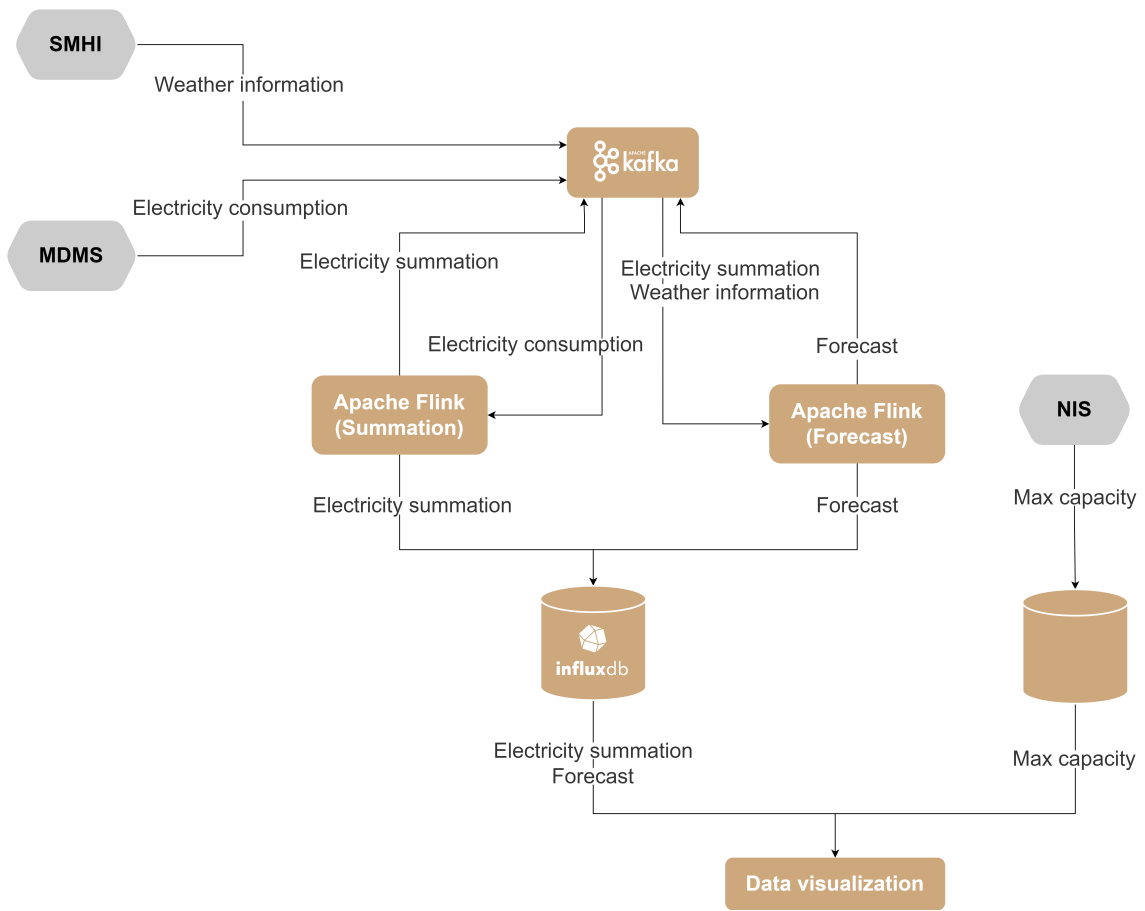 SMHI
Weather information
APACHE
kafka
Electricity consumption
MDMS
Electricity summation
Electricity summation
Weather information
Electricity consumption
Forecast
Apache Flink
(Summation)
Apache Flink
(Forecast)
NIS
Electricity summation
Forecast
Max capacity
influxdb
Electricity summation
Forecast
Max capacity
Data visualization